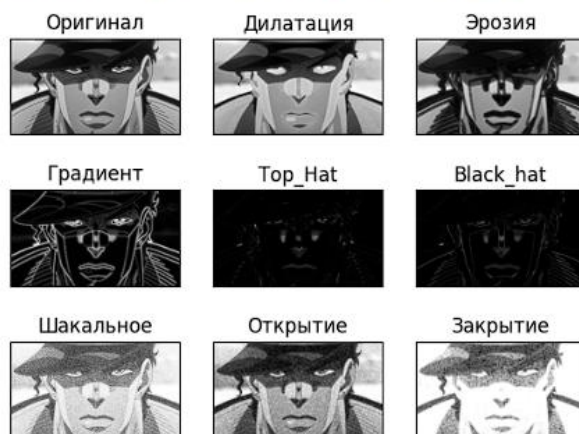 Оригинал
Дилатация
Эрозия
Градиент
Top_Hat
Black_hat
Шакальное
Открытие
Закрытие